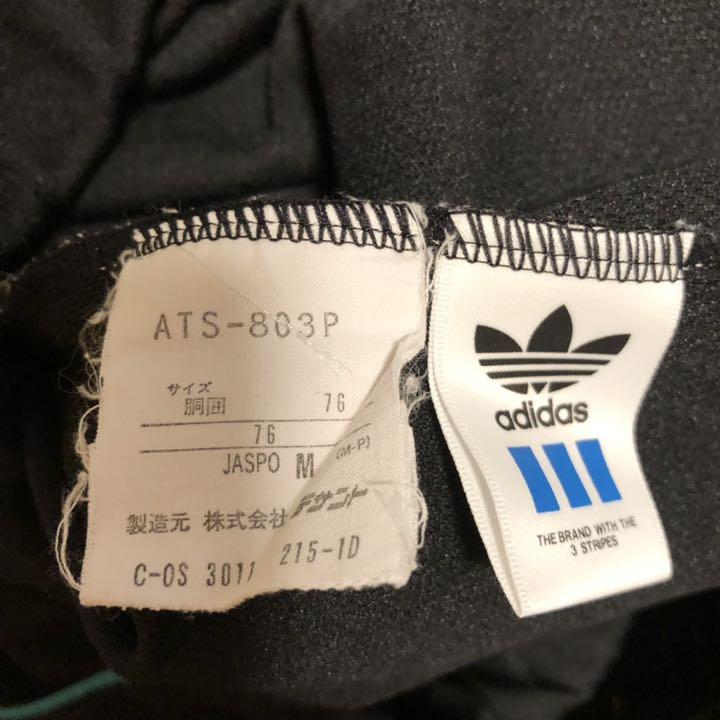 ATS-803P
サイズ
胴囲 76
76
JASPO M (M-P)
製造元 株式会社デサント
C-OS 3011 215-1D
adidas
THE BRAND WITH THE
3 STRIPES